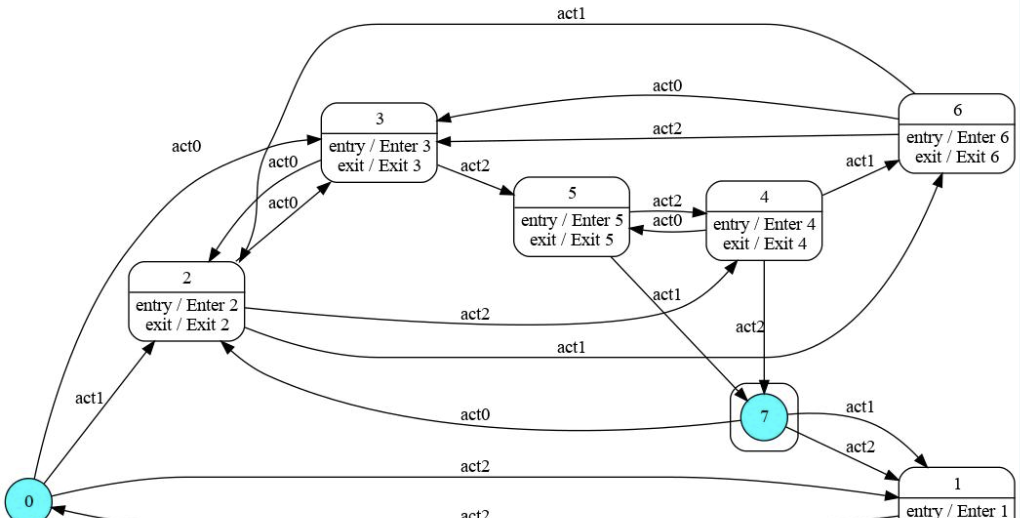 act1
act0
6
entry / Enter 6
exit / Exit 6
3
entry / Enter 3
exit / Exit 3
act2
act0
act0
act2
act1
5
entry / Enter 5
exit / Exit 5
act2
act0
4
entry / Enter 4
exit / Exit 4
act0
2
entry / Enter 2
exit / Exit 2
act1
act2
act2
act1
act1
act0
7
act1
act2
act2
0
1
entry / Enter 1
act2